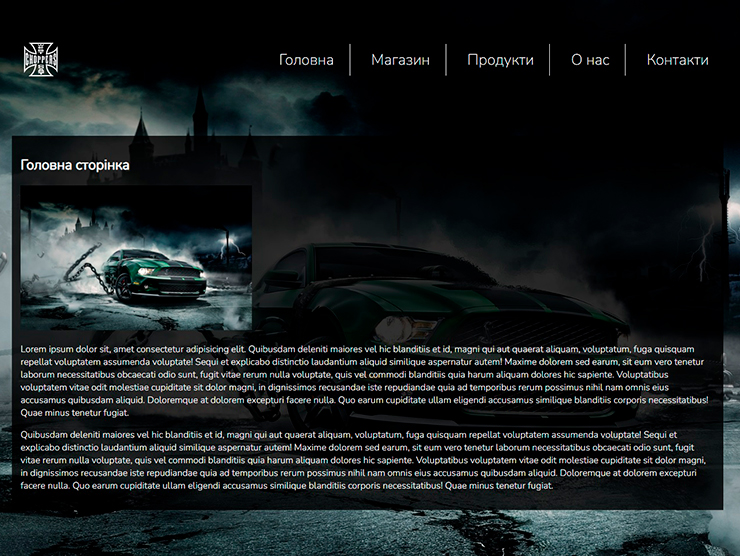 CHOPPERS
Головна
Магазин
Продукти
О нас
Контакти
Головна сторінка
Lorem ipsum dolor sit, amet consectetur adipisicing elit. Quibusdam deleniti maiores vel hic blanditiis et id, magni qui aut quaerat aliquam, voluptatum, fuga quisquam
repellat voluptatem assumenda voluptate! Sequi et explicabo distinctio laudantium aliquid similique aspernatur autem! Maxime dolorem sed earum, sit eum vero tenetur
laborum necessitatibus obcaecati odio sunt, fugit vitae rerum nulla voluptate, quis vel commodi blanditiis quia harum aliquam dolores hic sapiente. Voluptatibus
voluptatem vitae odit molestiae cupiditate sit dolor magni, in dignissimos recusandae iste repudiandae quia ad temporibus rerum possimus nihil nam omnis eius
accusamus quibusdam aliquid. Doloremque at dolorem excepturi facere nulla. Quo earum cupiditate ullam eligendi accusamus similique blanditiis corporis necessitatibus!
Quae minus tenetur fugiat.
Quibusdam deleniti maiores vel hic blanditiis et id, magni qui aut quaerat aliquam, voluptatum, fuga quisquam repellat voluptatem assumenda voluptate! Sequi et
explicabo distinctio laudantium aliquid similique aspernatur autem! Maxime dolorem sed earum, sit eum vero tenetur laborum necessitatibus obcaecati odio sunt, fugit
vitae rerum nulla voluptate, quis vel commodi blanditiis quia harum aliquam dolores hic sapiente. Voluptatibus voluptatem vitae odit molestiae cupiditate sit dolor magni,
in dignissimos recusandae iste repudiandae quia ad temporibus rerum possimus nihil nam omnis eius accusamus quibusdam aliquid. Doloremque at dolorem excepturi
facere nulla. Quo earum cupiditate ullam eligendi accusamus similique blanditiis corporis necessitatibus! Quae minus tenetur fugiat.